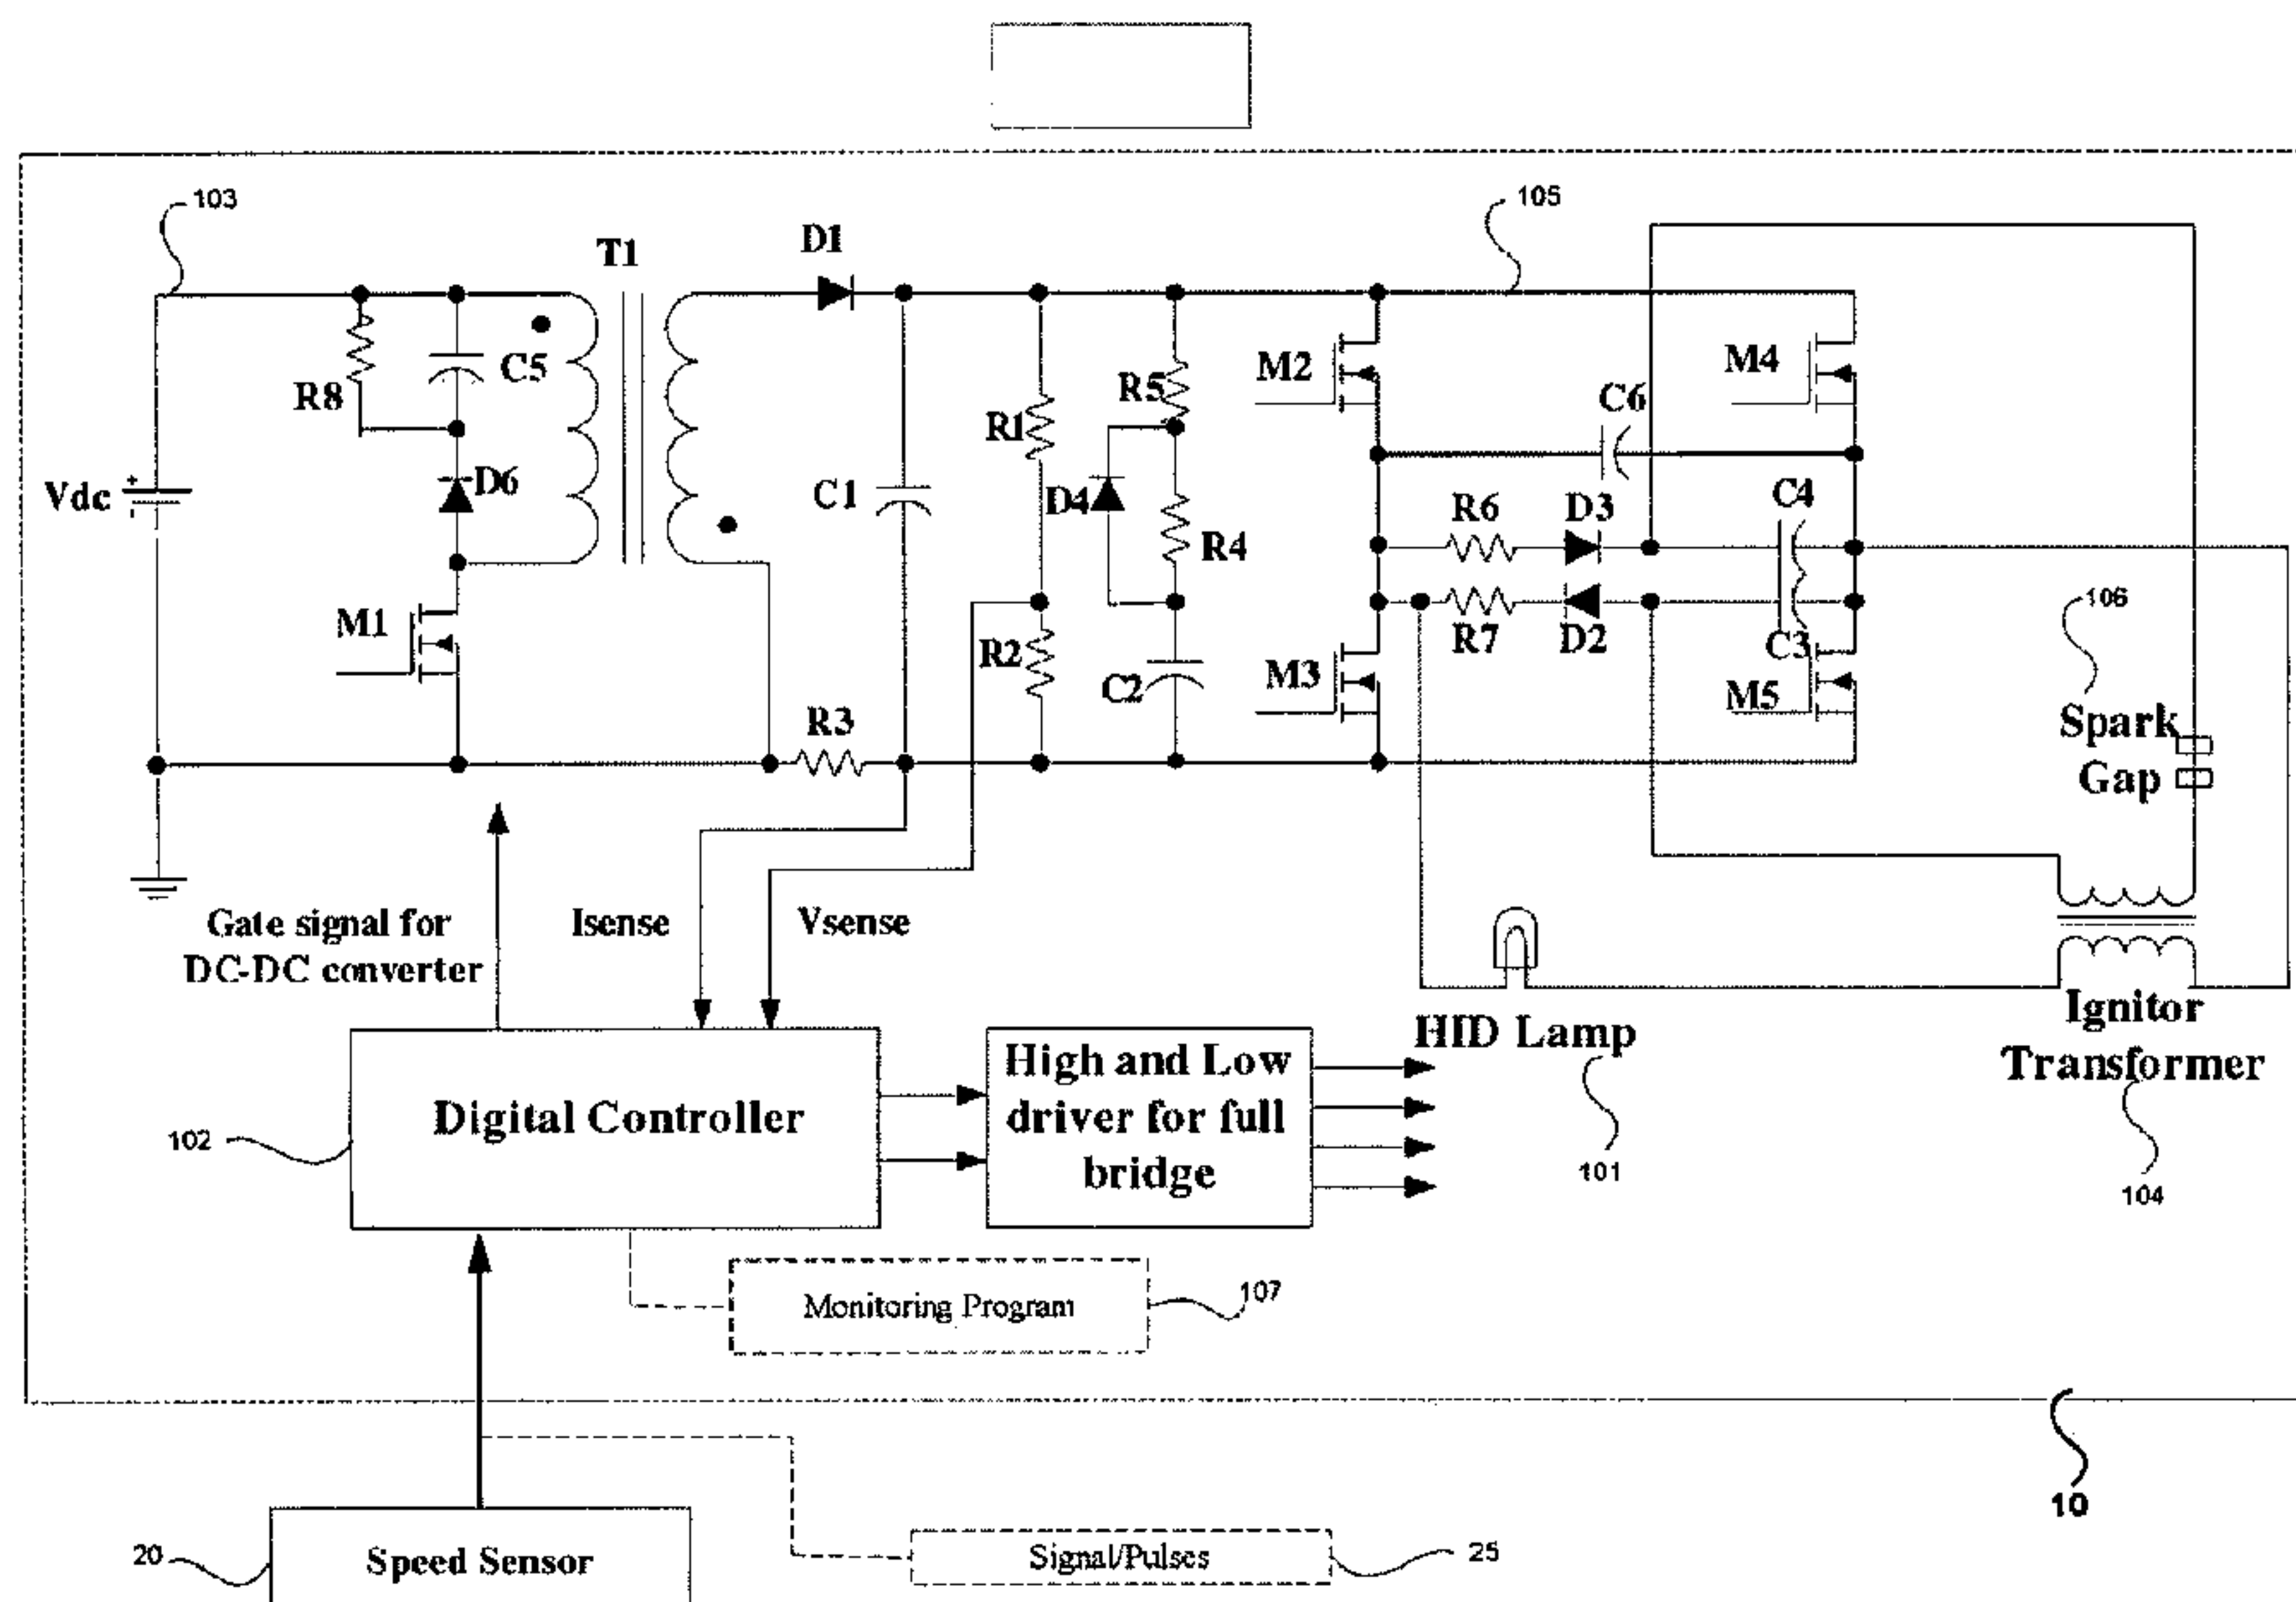 103
105
T1
D1
M2
M4
R8
C5
R5
C6
R1
Vdc
+
-
D6
C1
D4
R6
D3
C4
R4
106
M1
R2
C2
M3
R7
D2
C3
M5
R3
Spark
Gap
Gate signal for
DC-DC converter
Isense
Vsense
HID Lamp
Ignitor
Transformer
102
Digital Controller
High and Low
driver for full
bridge
101
104
Monitoring Program
107
10
20
Speed Sensor
Signal/Pulses
25